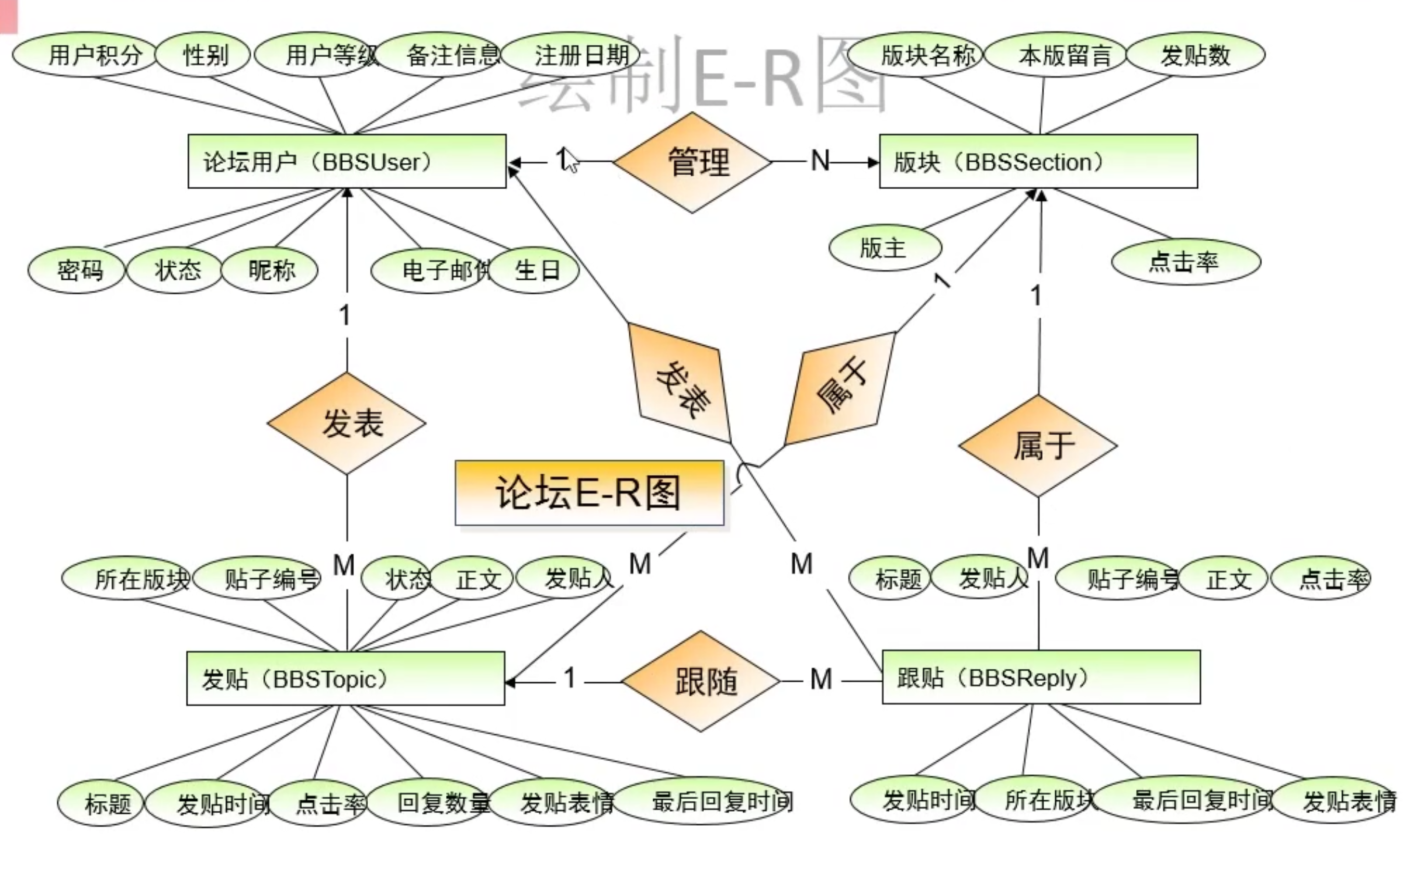 绘制E-R图
用户积分
性别
用户等级
备注信息
注册日期
版块名称
本版留言
发贴数
论坛用户（BBSUser）
1
管理
N
版块（BBSSection）
密码
状态
昵称
电子邮件
生日
版主
点击率
1
1
1
发表
发表
属于
属于
论坛E-R图
M
M
M
M
所在版块
贴子编号
状态
正文
发贴人
标题
发贴人
贴子编号
正文
点击率
发贴（BBSTopic）
1
跟随
M
跟贴（BBSReply）
标题
发贴时间
点击率
回复数量
发贴表情
最后回复时间
发贴时间
所在版块
最后回复时间
发贴表情